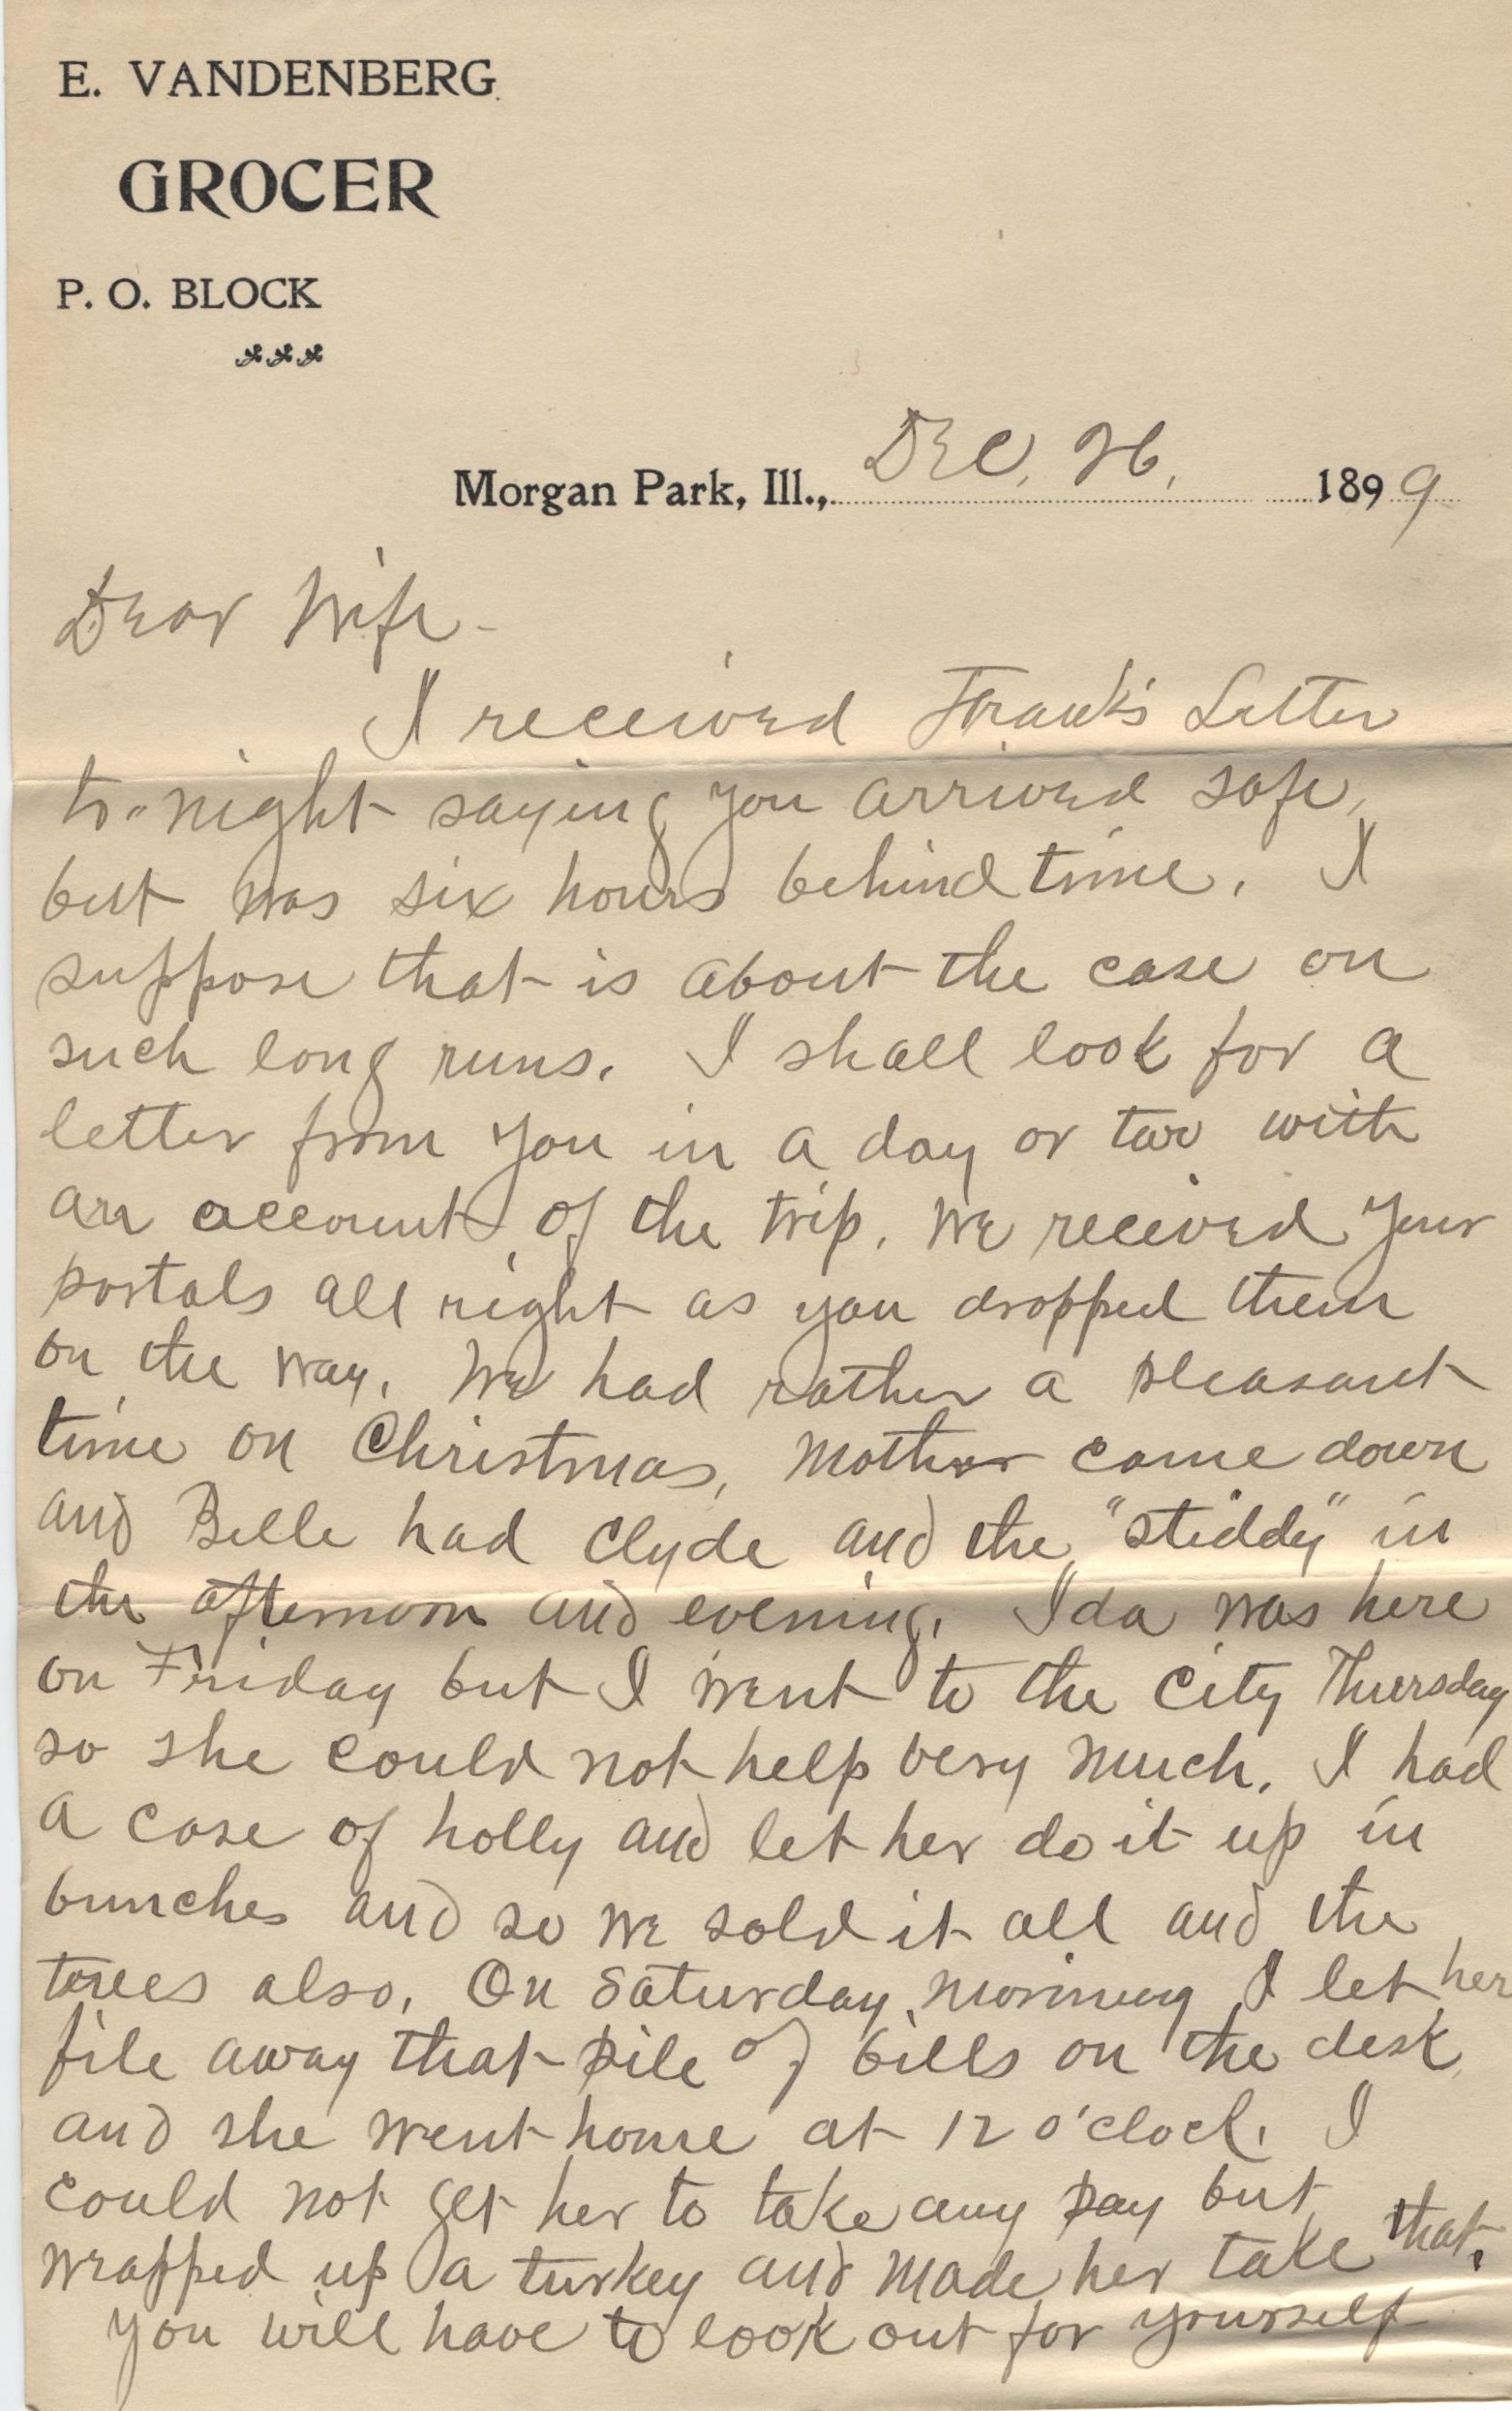 E. VANDENBERG
GROCER
P. O. BLOCK
Morgan Park, Ill., Dec. 26, 1899
Dear Wife -
I received Frank's Letter
to-night saying you arrived safe,
but was six hours behind time. I
suppose that is about the case on
such long runs. I shall look for a
letter from you in a day or two with
an account of the trip. We received your
postals all right as you dropped them
on the way. We had rather a pleasant
time on Christmas, Mother came down
and Belle had Clyde and the "stiddy" in
the afternoon and evening. Ida was here
on Friday but I went to the City Thursday
so she could not help very much. I had
a case of holly and let her do it up in
bunches and so we sold it all and the
trees also. On Saturday morning I let her
file away that pile of bills on the desk
and she went home at 12 o'clock. I
could not get her to take any pay but
wrapped up a turkey and made her take that.
You will have to look out for yourself